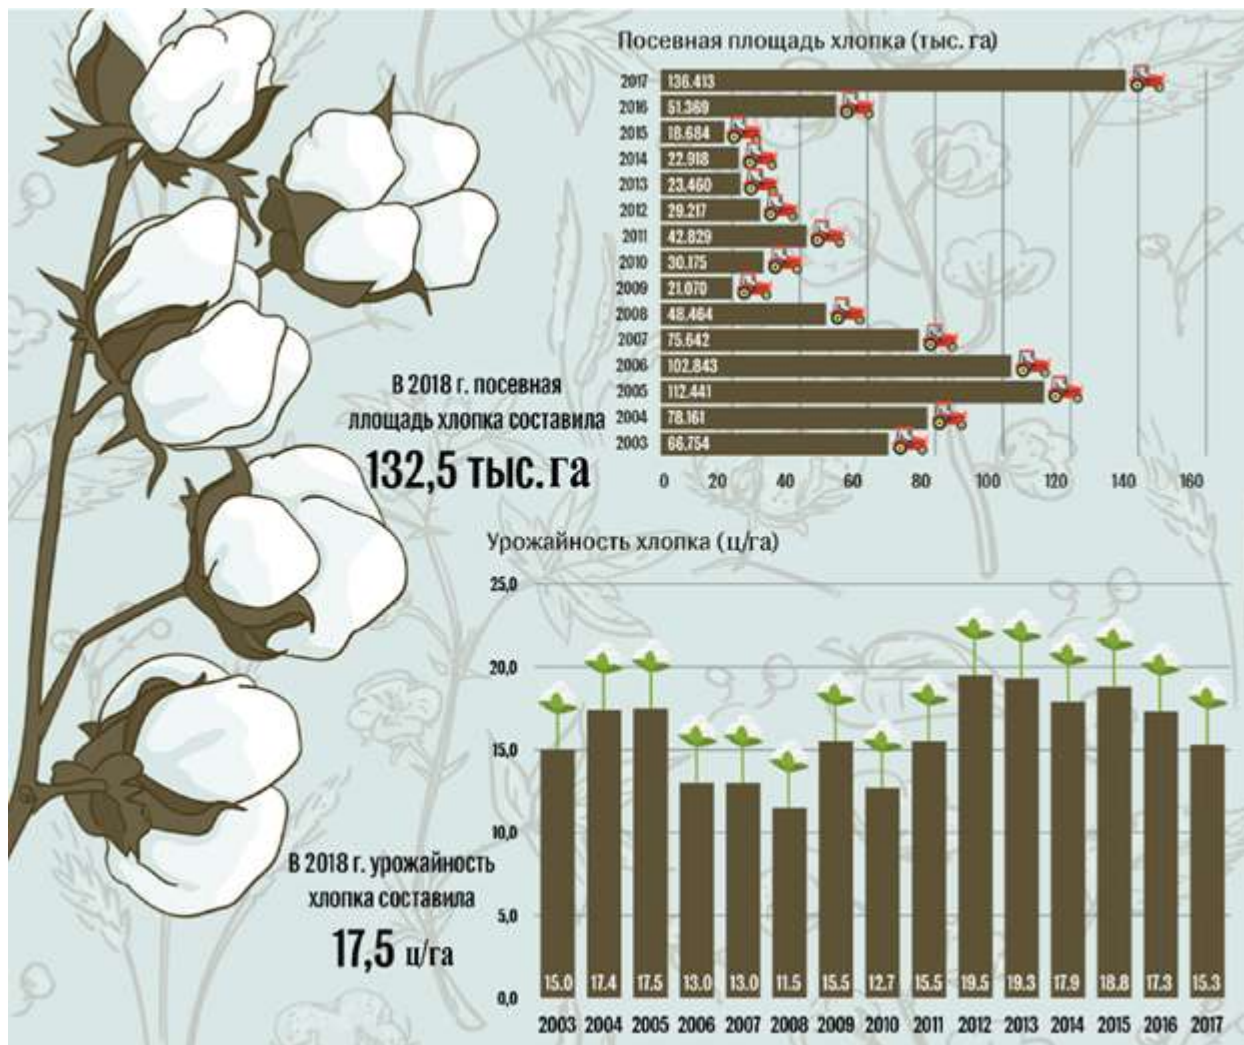 Посевная площадь хлопка (тыс. га)
2017 136.413
2016 51.369
2015 18.684
2014 22.918
2013 23.460
2012 29.217
2011 42.829
2010 30.175
2009 21.070
2008 48.464
2007 75.642
2006 102.843
2005 112.441
2004 78.161
2003 66.754
0 20 40 60 80 100 120 140 160
В 2018 г. посевная
площадь хлопка составила
132,5 тыс. га
Урожайность хлопка (ц/га)
25,0
20,0
15,0
10,0
5,0
0,0
15.0 17.4 17.5 13.0 13.0 11.5 15.5 12.7 15.5 19.5 19.3 17.9 18.8 17.3 15.3
2003 2004 2005 2006 2007 2008 2009 2010 2011 2012 2013 2014 2015 2016 2017
В 2018 г. урожайность
хлопка составила
17,5 ц/га